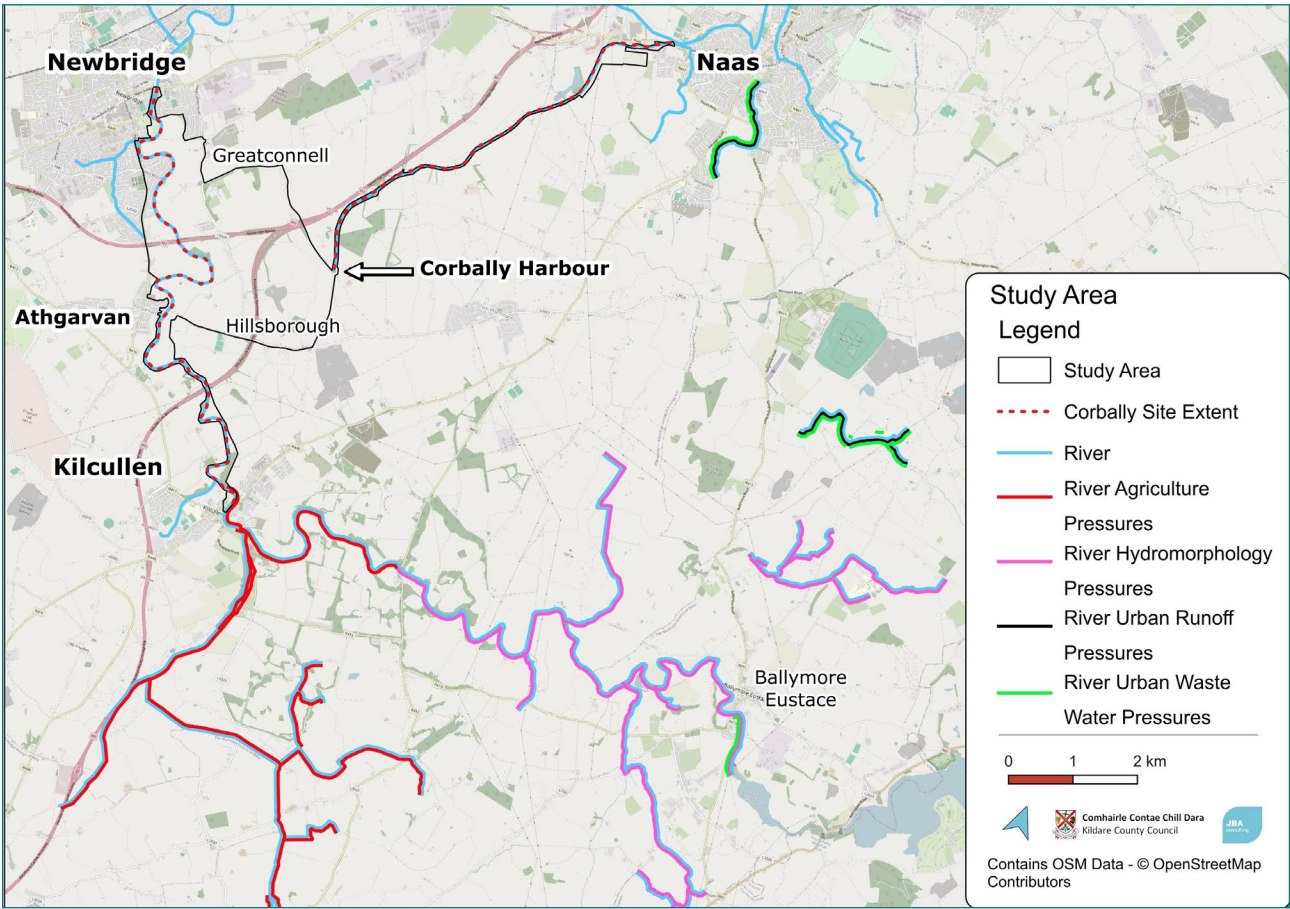 Newbridge
Naas
Greatconnell
Corbally Harbour
Athgarvan
Hillsborough
Kilcullen
Ballymore
Eustace
Study Area
Legend
Study Area
Corbally Site Extent
River
River Agriculture
Pressures
River Hydromorphology
Pressures
River Urban Runoff
Pressures
River Urban Waste
Water Pressures
0 1 2 km
Comhairle Contae Chill Dara
Kildare County Council
JBA
consulting
Contains OSM Data - © OpenStreetMap
Contributors